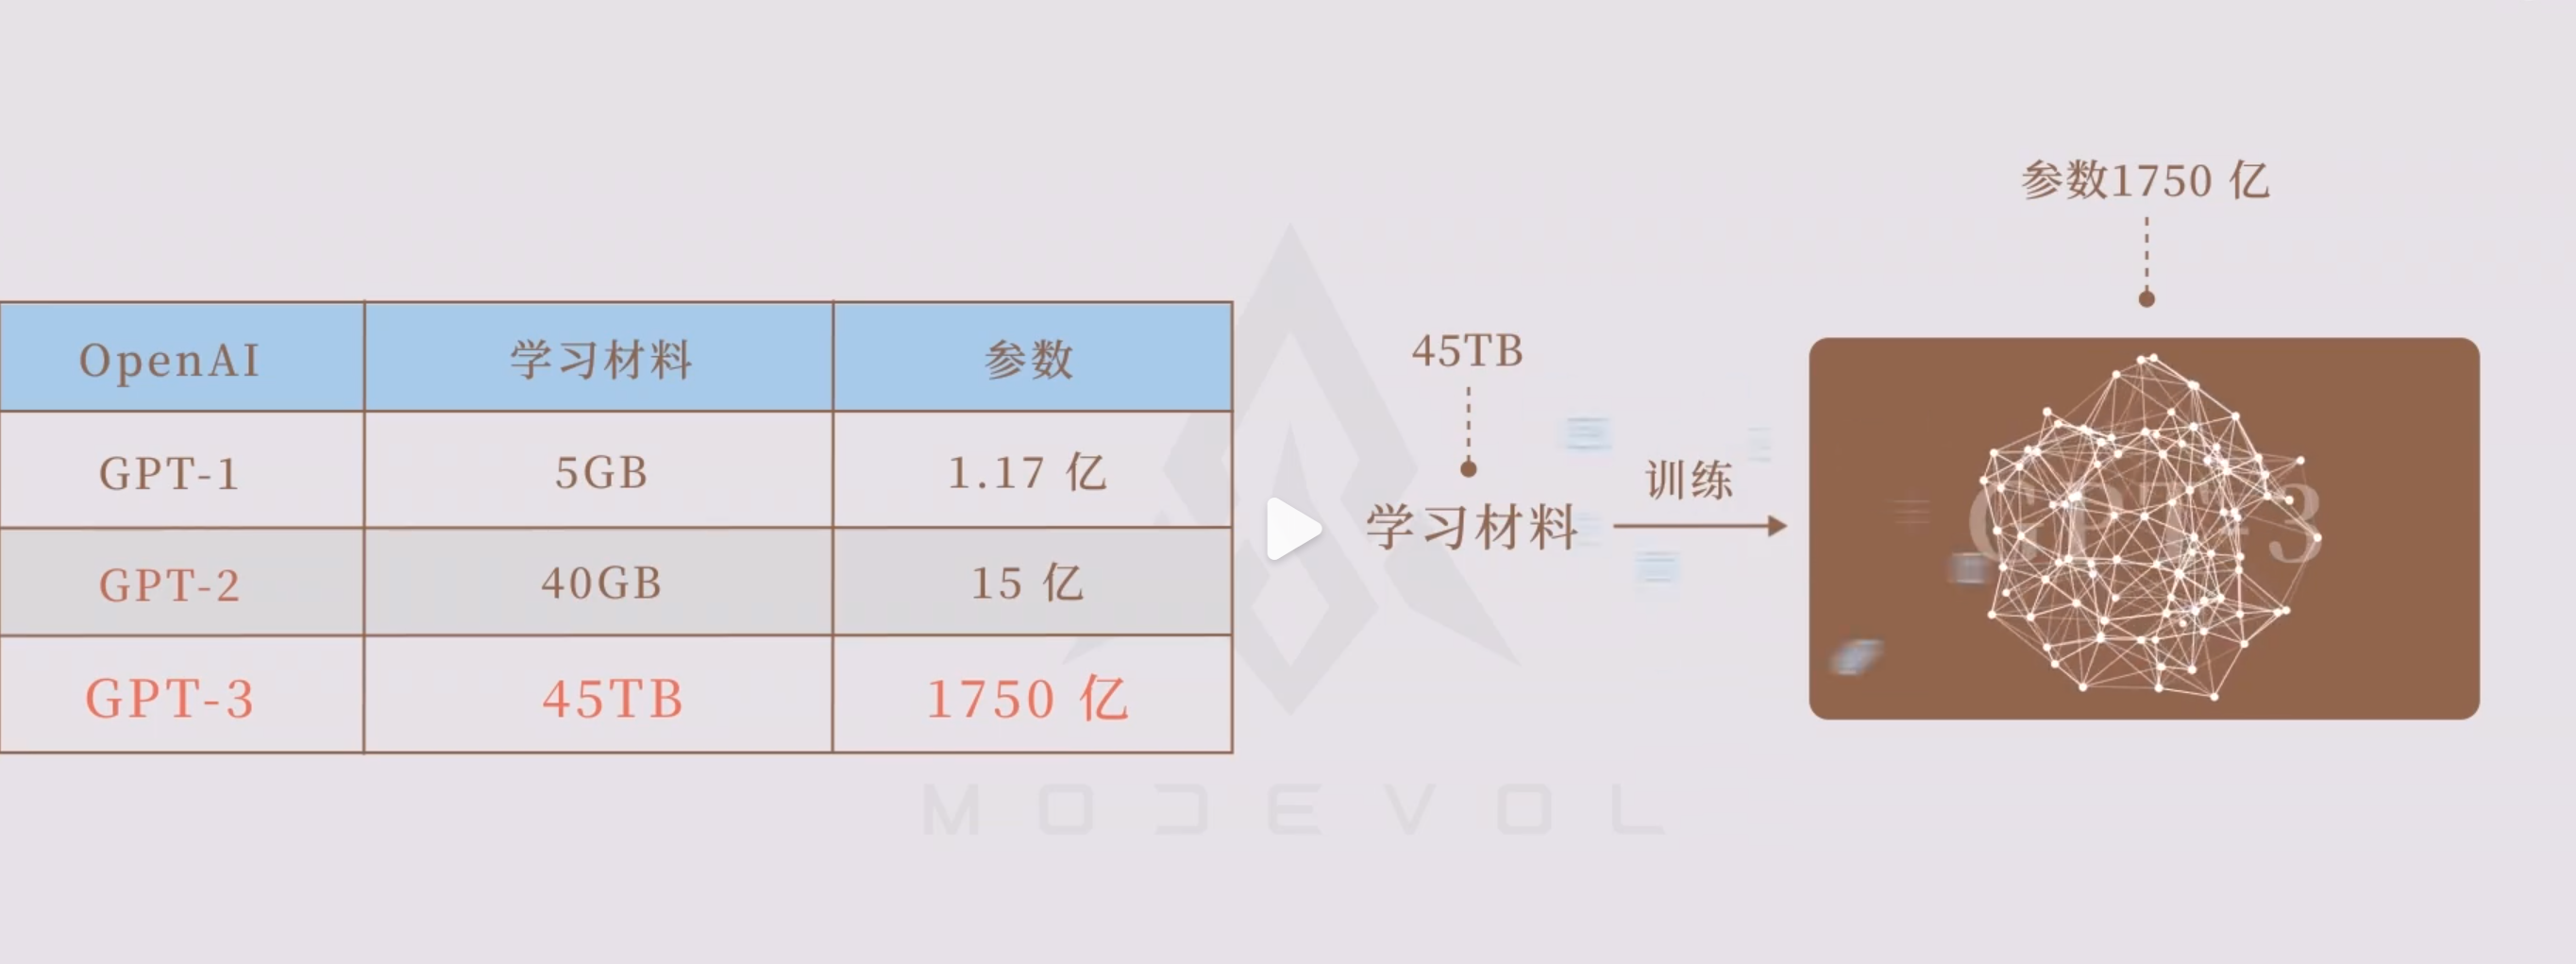 OpenAI 学习材料 参数
GPT-1 5GB 1.17 亿
GPT-2 40GB 15 亿
GPT-3 45TB 1750 亿
45TB
学习材料
训练
参数1750 亿
GPT-3
MODEVOL